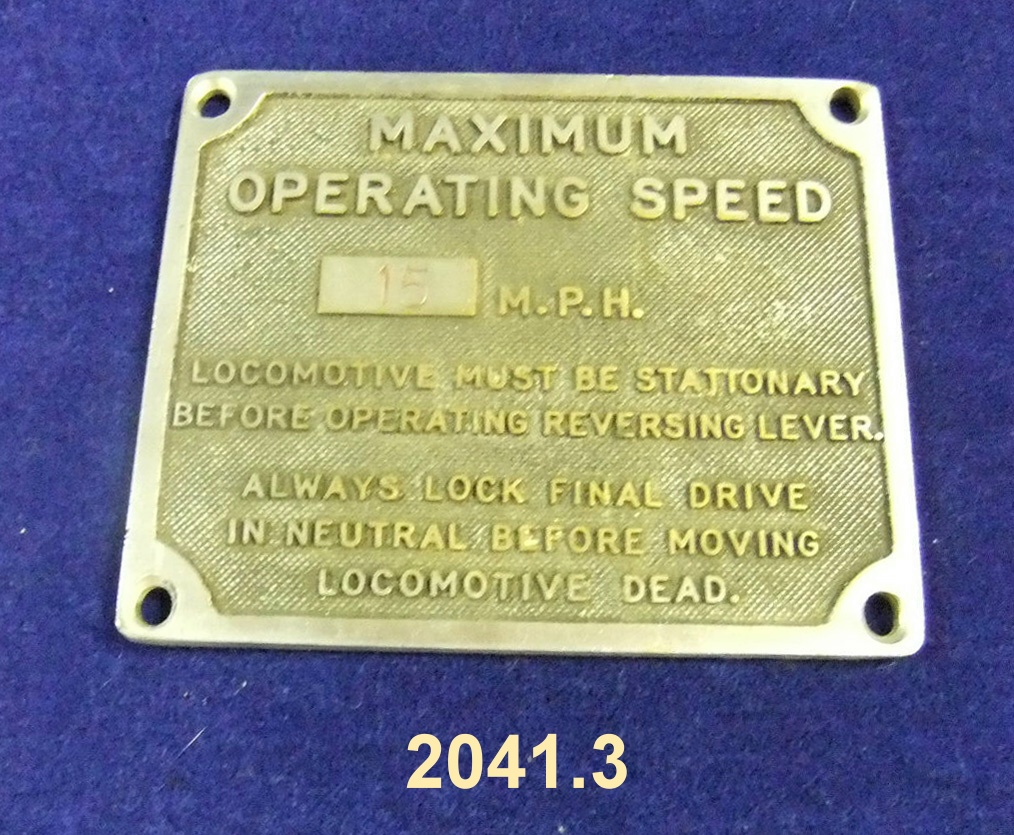 MAXIMUM
OPERATING SPEED
15 M.P.H.
LOCOMOTIVE MUST BE STATIONARY
BEFORE OPERATING REVERSING LEVER.
ALWAYS LOCK FINAL DRIVE
IN NEUTRAL BEFORE MOVING
LOCOMOTIVE DEAD.
2041.3